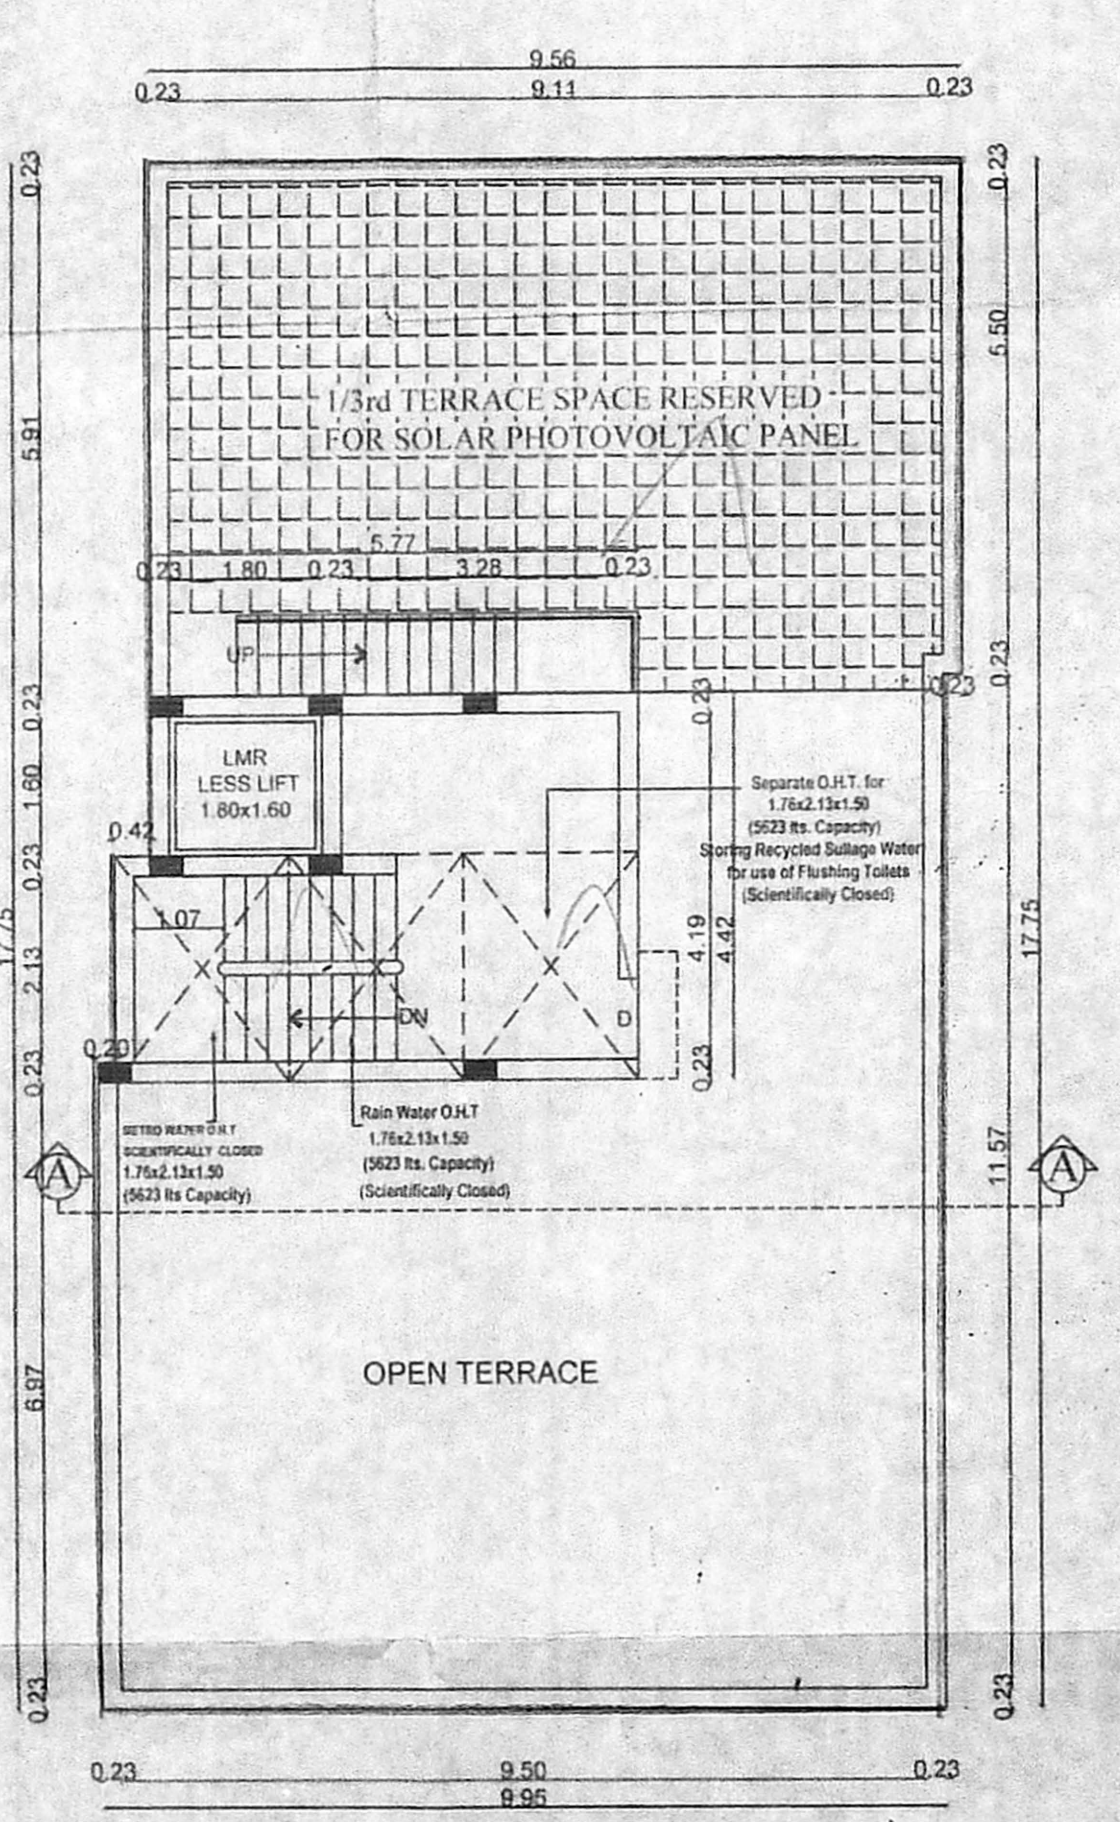 9.56
0.23 9.11 0.23
0.23
0.23
5.91
5.50
1/3rd TERRACE SPACE RESERVED
FOR SOLAR PHOTOVOLTAIC PANEL
5.77
0.23 1.80 0.23 3.28 0.23
UP
0.23
0.23
0.23
0.23
LMR
LESS LIFT
1.80x1.60
1.60
Separate O.H.T. for
1.76x2.13x1.50
(5623 lts. Capacity)
Storing Recycled Sullage Water
for use of Flushing Toilets
(Scientifically Closed)
0.42
0.23
1.07
4.19
4.42
17.75
17.75
2.13
DN
D
0.20
0.23
0.23
METRO WATER O.H.T
SCIENTIFICALLY CLOSED
1.76x2.13x1.50
(5623 lts Capacity)
Rain Water O.H.T
1.76x2.13x1.50
(5623 lts. Capacity)
(Scientifically Closed)
A
A
11.57
OPEN TERRACE
6.97
0.23
0.23
0.23 9.50 0.23
9.95